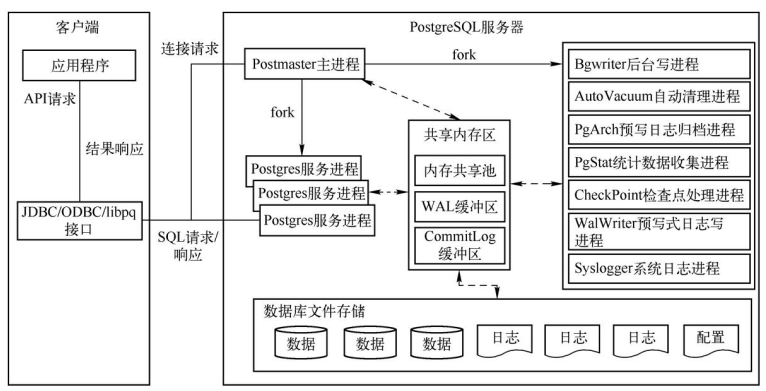 客户端
应用程序
API请求
结果响应
JDBC/ODBC/libpq
接口
连接请求
SQL请求/
响应
PostgreSQL服务器
Postmaster主进程
fork
fork
Postgres服务进程
Postgres服务进程
Postgres服务进程
共享内存区
内存共享池
WAL缓冲区
CommitLog
缓冲区
Bgwriter后台写进程
AutoVacuum自动清理进程
PgArch预写日志归档进程
PgStat统计数据收集进程
CheckPoint检查点处理进程
WalWriter预写式日志写
进程
Syslogger系统日志进程
数据库文件存储
数据
数据
数据
日志
日志
日志
配置